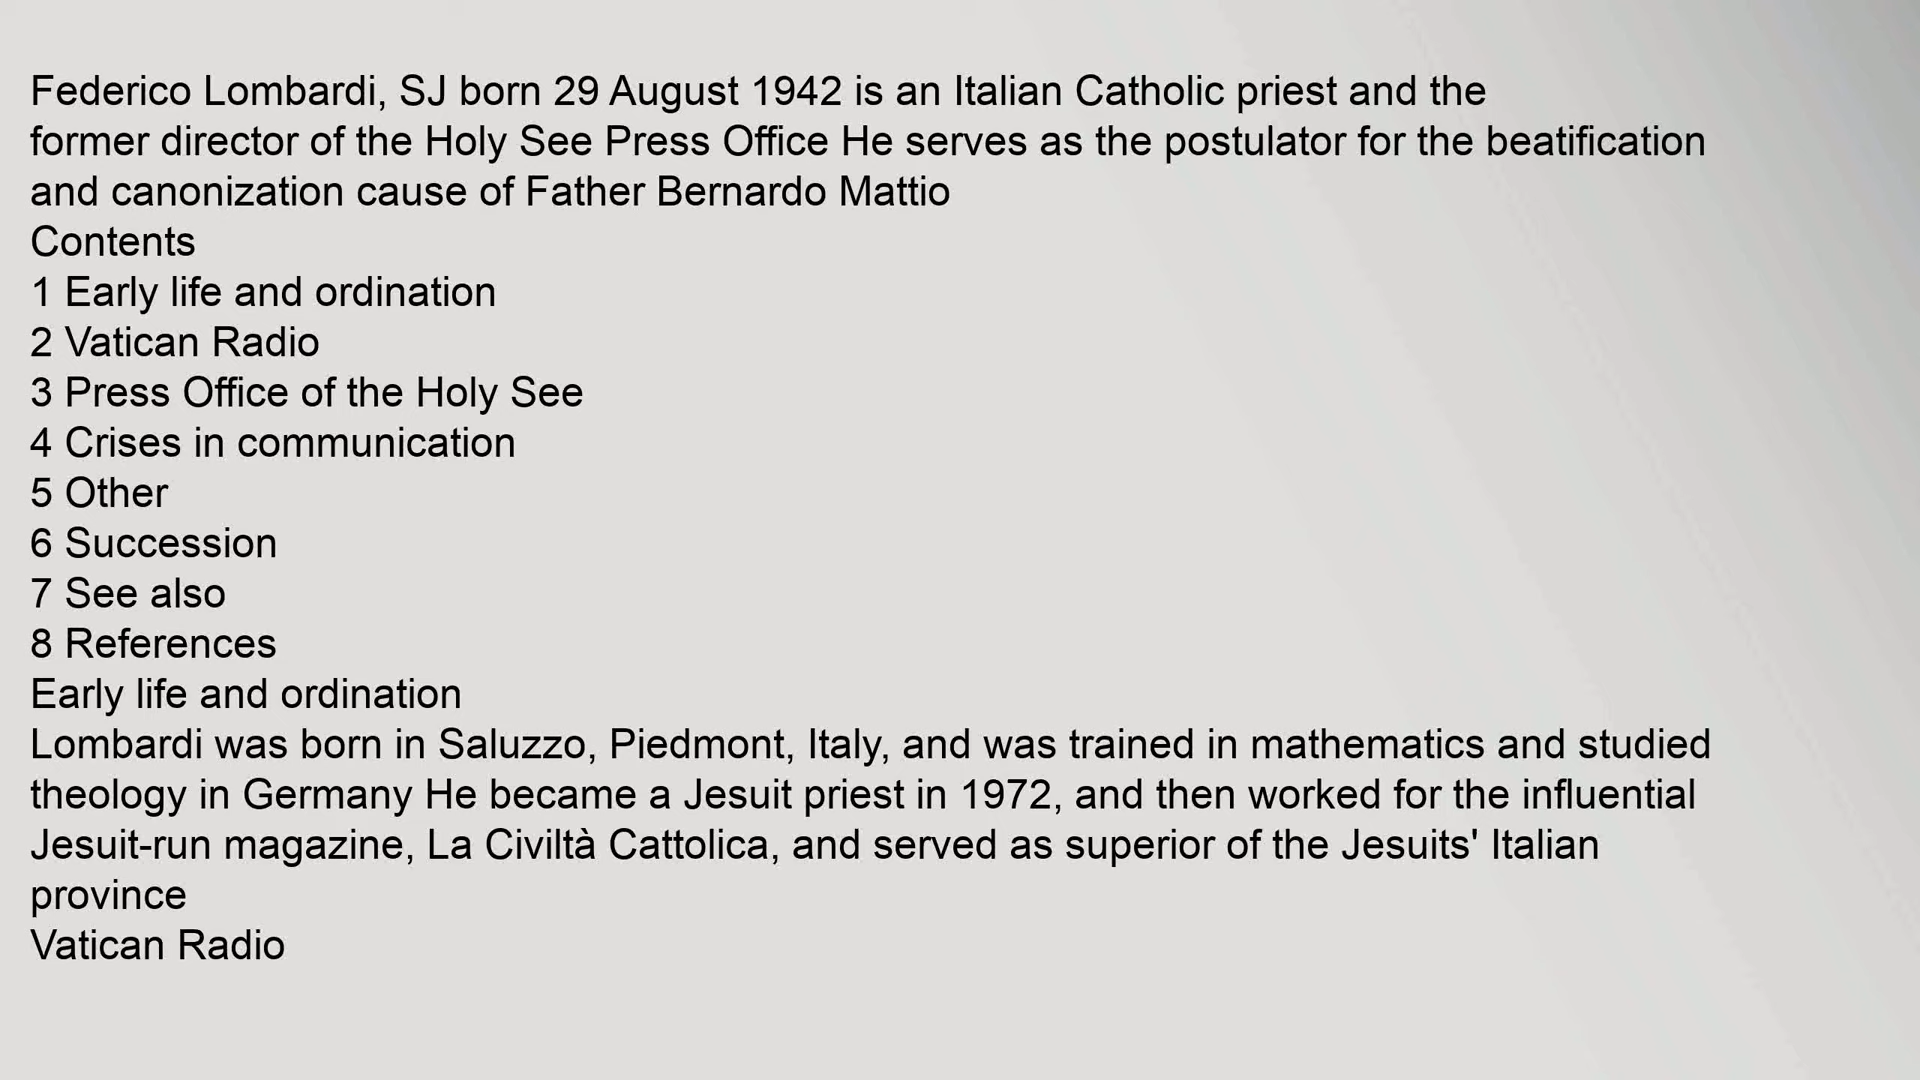 Federico Lombardi, SJ born 29 August 1942 is an Italian Catholic priest and the
former director of the Holy See Press Office He serves as the postulator for the beatification
and canonization cause of Father Bernardo Mattio
Contents
1 Early life and ordination
2 Vatican Radio
3 Press Office of the Holy See
4 Crises in communication
5 Other
6 Succession
7 See also
8 References
Early life and ordination
Lombardi was born in Saluzzo, Piedmont, Italy, and was trained in mathematics and studied
theology in Germany He became a Jesuit priest in 1972, and then worked for the influential
Jesuit-run magazine, La Civiltà Cattolica, and served as superior of the Jesuits' Italian
province
Vatican Radio